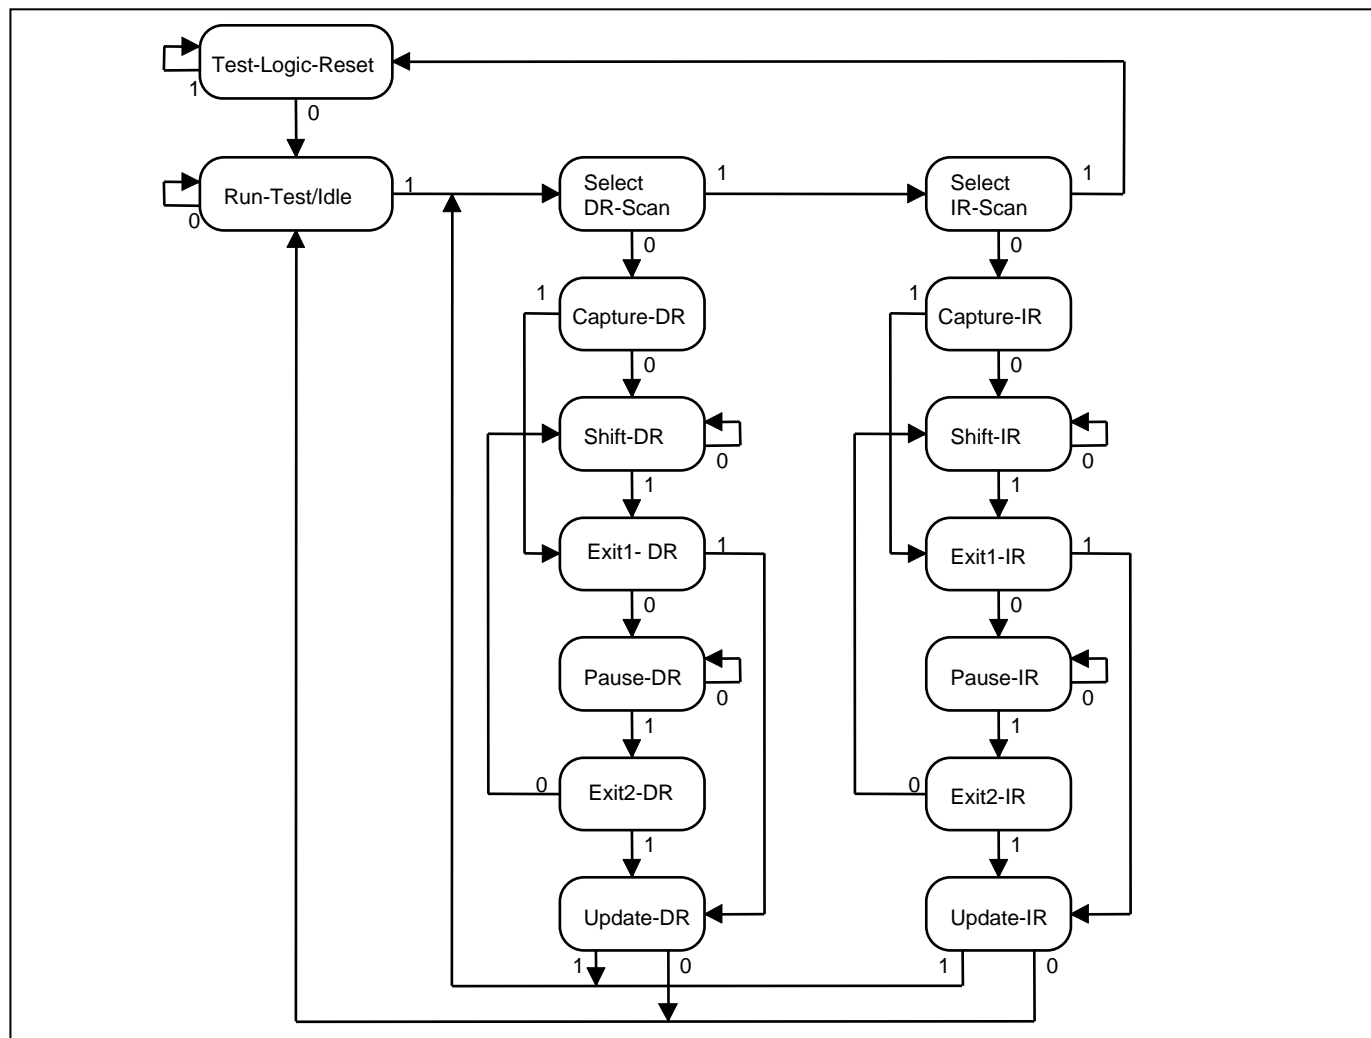 Test-Logic-Reset
1
0
Run-Test/Idle
0
1
Select
DR-Scan
1
0
Select
IR-Scan
1
0
1
Capture-DR
0
1
Capture-IR
0
Shift-DR
0
1
Shift-IR
0
1
Exit1- DR
1
0
Exit1-IR
1
0
Pause-DR
0
1
Pause-IR
0
1
0
Exit2-DR
1
0
Exit2-IR
1
Update-DR
1
0
Update-IR
1
0